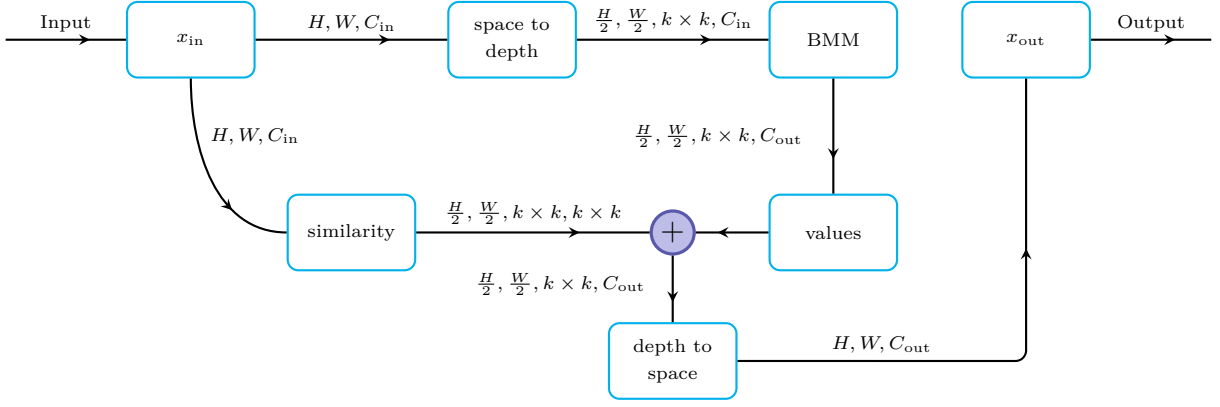 Input
x_in
H, W, C_in
space to
depth
H/2, W/2, k × k, C_in
BMM
x_out
Output
H, W, C_in
H/2, W/2, k × k, C_out
similarity
H/2, W/2, k × k, k × k
+
values
H/2, W/2, k × k, C_out
depth to
space
H, W, C_out